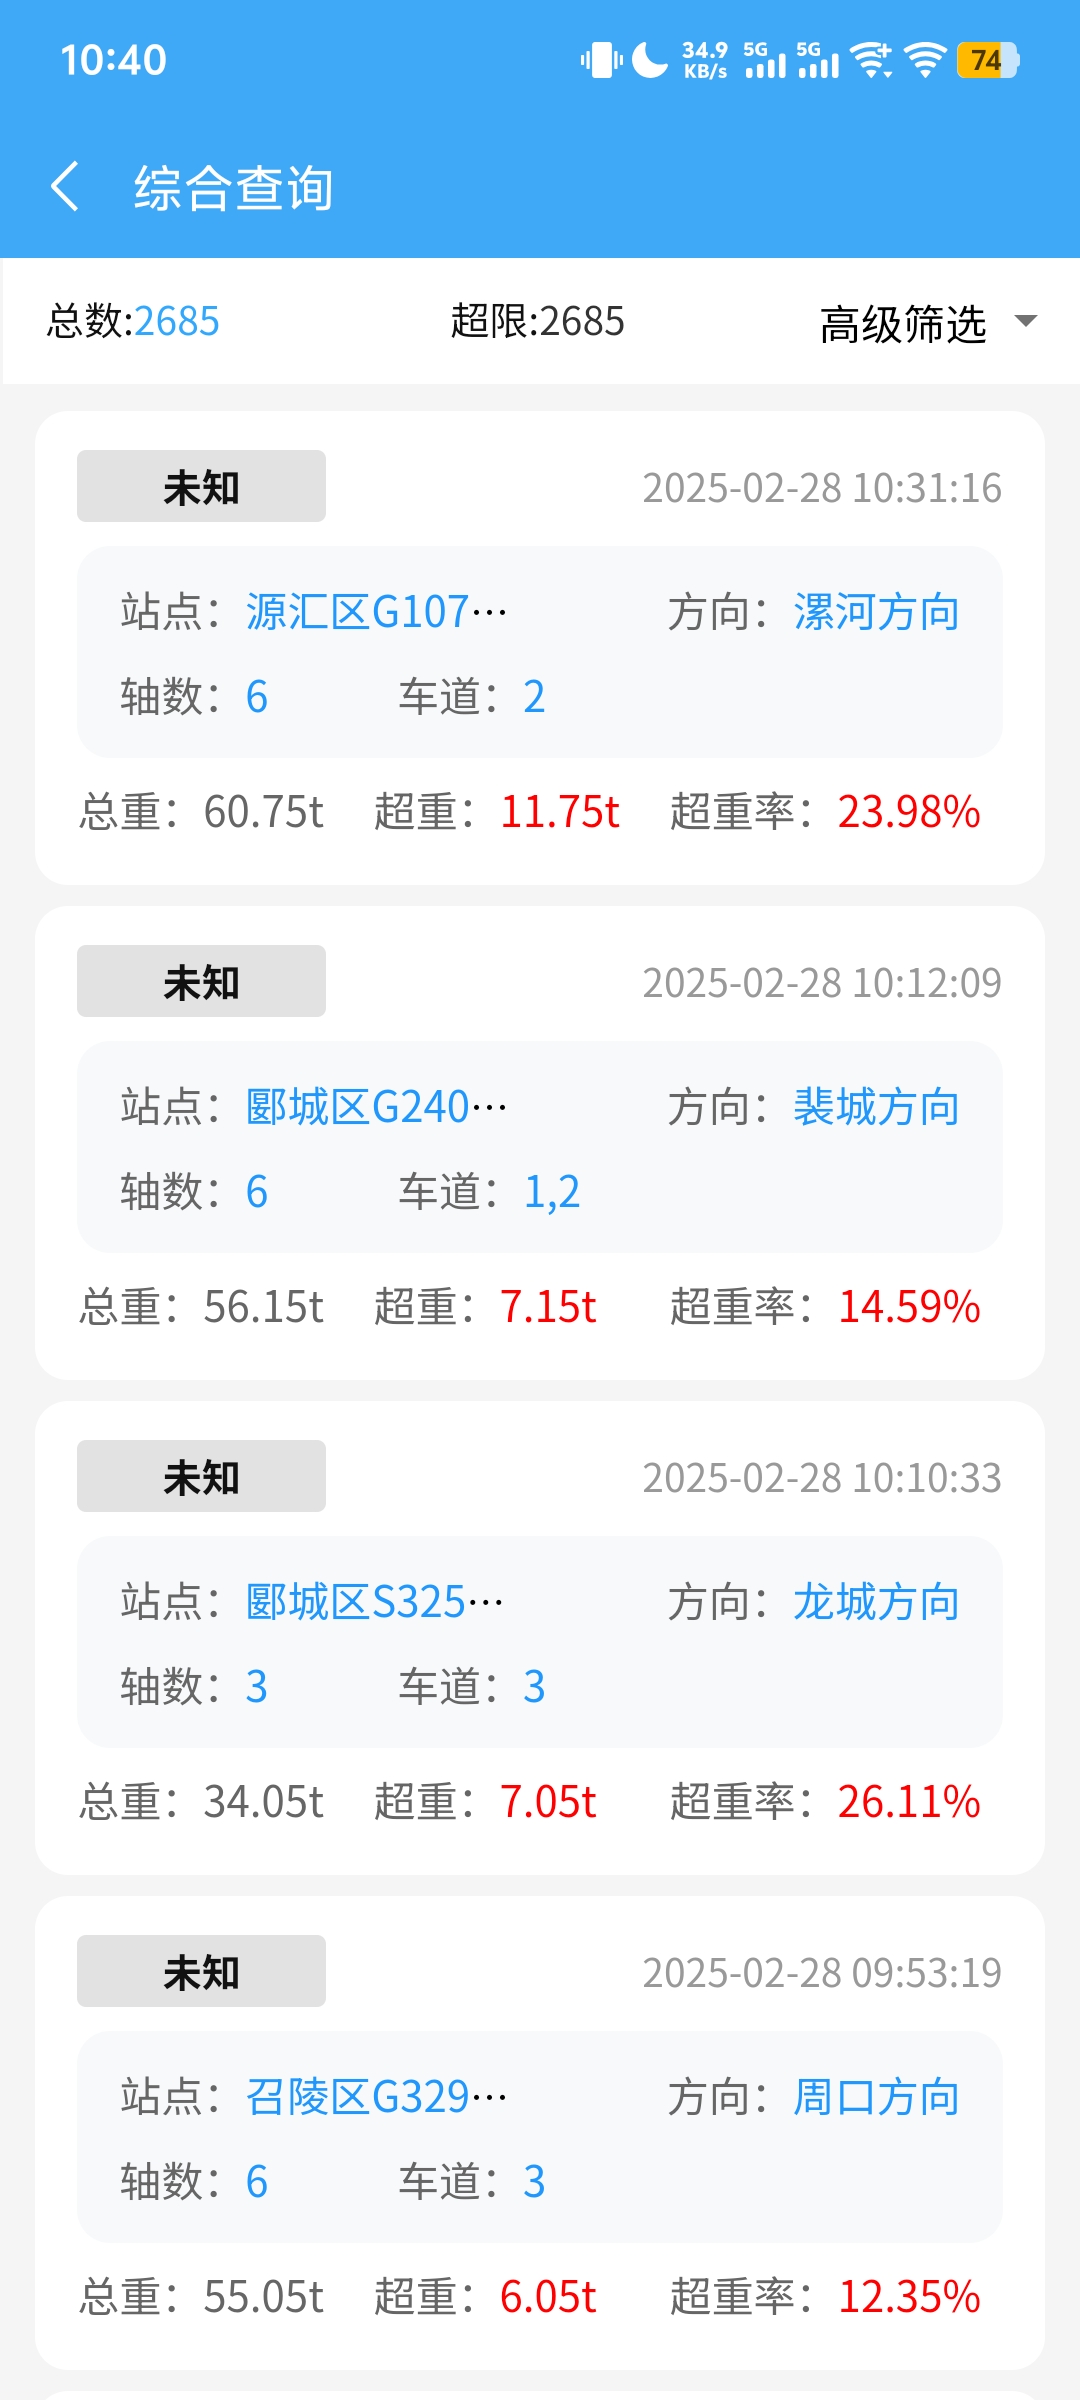 10:40
34.9 KB/s 5G 5G 74
综合查询
总数:2685 超限:2685 高级筛选
未知 2025-02-28 10:31:16
站点：源汇区G107… 方向：漯河方向
轴数：6 车道：2
总重：60.75t 超重：11.75t 超重率：23.98%
未知 2025-02-28 10:12:09
站点：郾城区G240… 方向：裴城方向
轴数：6 车道：1,2
总重：56.15t 超重：7.15t 超重率：14.59%
未知 2025-02-28 10:10:33
站点：郾城区S325… 方向：龙城方向
轴数：3 车道：3
总重：34.05t 超重：7.05t 超重率：26.11%
未知 2025-02-28 09:53:19
站点：召陵区G329… 方向：周口方向
轴数：6 车道：3
总重：55.05t 超重：6.05t 超重率：12.35%